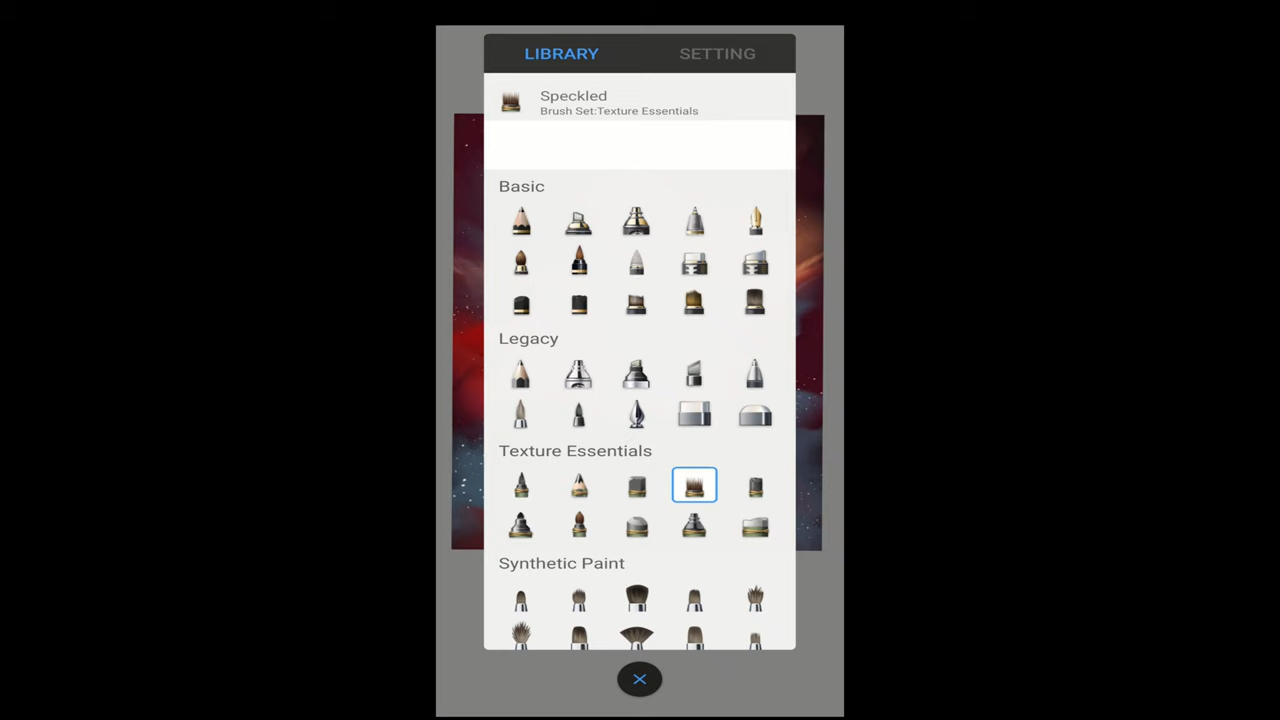 LIBRARY SETTING
Speckled
Brush Set:Texture Essentials
Basic
Legacy
Texture Essentials
Synthetic Paint